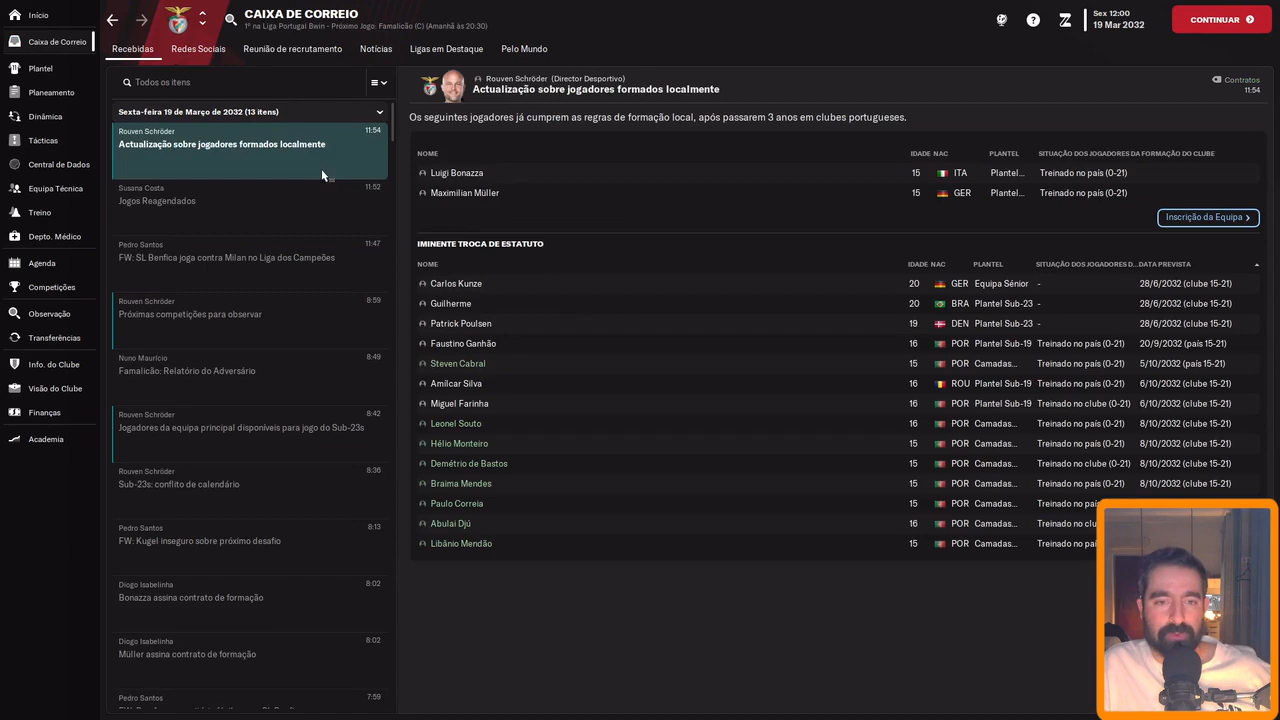 Início
Caixa de Correio
Plantel
Planeamento
Dinâmica
Tácticas
Central de Dados
Equipa Técnica
Treino
Depto. Médico
Agenda
Competições
Observação
Transferências
Info. do Clube
Visão do Clube
Finanças
Academia
CAIXA DE CORREIO
1º na Liga Portugal Bwin - Próximo Jogo: Famalicão (C) (Amanhã às 20:30)
Sex 12:00
19 Mar 2032
CONTINUAR
Recebidas Redes Sociais Reunião de recrutamento Notícias Ligas em Destaque Pelo Mundo
Todos os itens
Sexta-feira 19 de Março de 2032 (13 itens)
Rouven Schröder 11:54
Actualização sobre jogadores formados localmente
Susana Costa 11:52
Jogos Reagendados
Pedro Santos 11:47
FW: SL Benfica joga contra Milan no Liga dos Campeões
Rouven Schröder 8:59
Próximas competições para observar
Nuno Maurício 8:49
Famalicão: Relatório do Adversário
Rouven Schröder 8:42
Jogadores da equipa principal disponíveis para jogo do Sub-23s
Rouven Schröder 8:36
Sub-23s: conflito de calendário
Pedro Santos 8:13
FW: Kugel inseguro sobre próximo desafio
Diogo Isabelinha 8:02
Bonazza assina contrato de formação
Diogo Isabelinha 8:02
Müller assina contrato de formação
Pedro Santos 7:59
Rouven Schröder (Director Desportivo)
Actualização sobre jogadores formados localmente
Contratos
11:54
Os seguintes jogadores já cumprem as regras de formação local, após passarem 3 anos em clubes portugueses.
NOME IDADE NAC PLANTEL SITUAÇÃO DOS JOGADORES DA FORMAÇÃO DO CLUBE
Luigi Bonazza 15 ITA Plantel... Treinado no país (0-21)
Maximilian Müller 15 GER Plantel... Treinado no país (0-21)
Inscrição da Equipa
IMINENTE TROCA DE ESTATUTO
NOME IDADE NAC PLANTEL SITUAÇÃO DOS JOGADORES D... DATA PREVISTA
Carlos Kunze 20 GER Equipa Sénior - 28/6/2032 (clube 15-21)
Guilherme 20 BRA Plantel Sub-23 - 28/6/2032 (clube 15-21)
Patrick Poulsen 19 DEN Plantel Sub-23 - 28/6/2032 (clube 15-21)
Faustino Ganhão 16 POR Plantel Sub-19 Treinado no país (0-21) 20/9/2032 (país 15-21)
Steven Cabral 15 POR Camadas... Treinado no país (0-21) 5/10/2032 (país 15-21)
Amílcar Silva 16 ROU Plantel Sub-19 Treinado no país (0-21) 6/10/2032 (clube 15-21)
Miguel Farinha 16 POR Plantel Sub-19 Treinado no clube (0-21) 6/10/2032 (clube 15-21)
Leonel Souto 16 POR Camadas... Treinado no país (0-21) 8/10/2032 (clube 15-21)
Hélio Monteiro 15 POR Camadas... Treinado no país (0-21) 8/10/2032 (clube 15-21)
Demétrio de Bastos 15 POR Camadas... Treinado no clube (0-21) 8/10/2032 (clube 15-21)
Braima Mendes 15 POR Camadas... Treinado no país (0-21) 8/10/2032 (clube 15-21)
Paulo Correia 15 POR Camadas... Treinado no país
Abulai Djú 16 POR Camadas... Treinado no
Libânio Mendão 15 POR Camadas... Treinado no